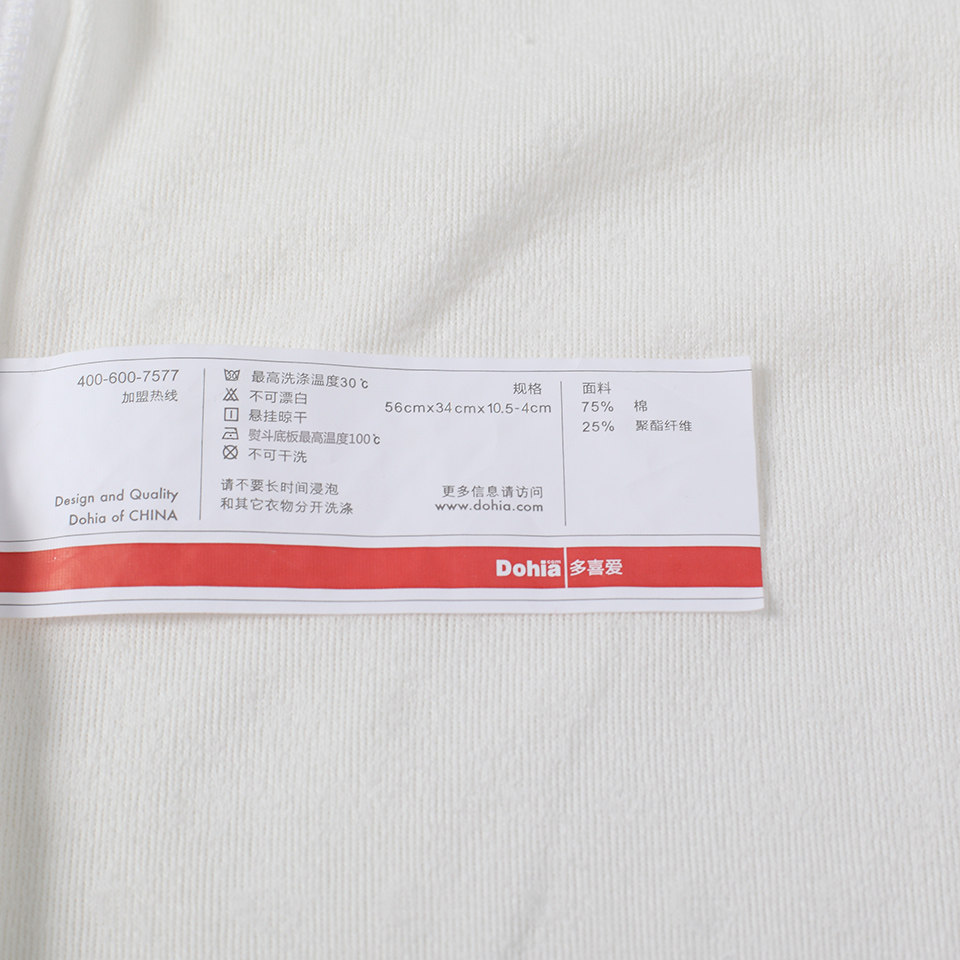 400-600-7577
加盟热线
Design and Quality
Dohia of CHINA
最高洗涤温度30℃
不可漂白
悬挂晾干
熨斗底板最高温度100℃
不可干洗
请不要长时间浸泡
和其它衣物分开洗涤
规格
56cmx34cmx10.5-4cm
更多信息请访问
www.dohia.com
面料
75% 棉
25% 聚酯纤维
Dohia.com 多喜爱